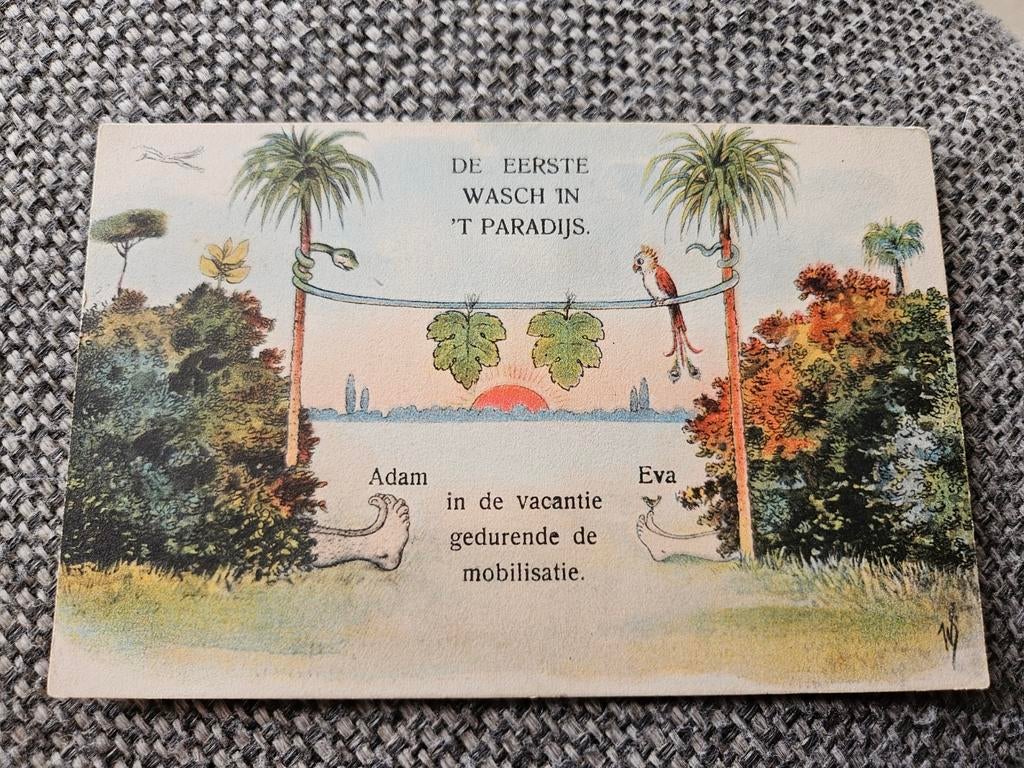 DE EERSTE
WASCH IN
'T PARADIJS.
Adam
Eva
in de vacantie
gedurende de
mobilisatie.